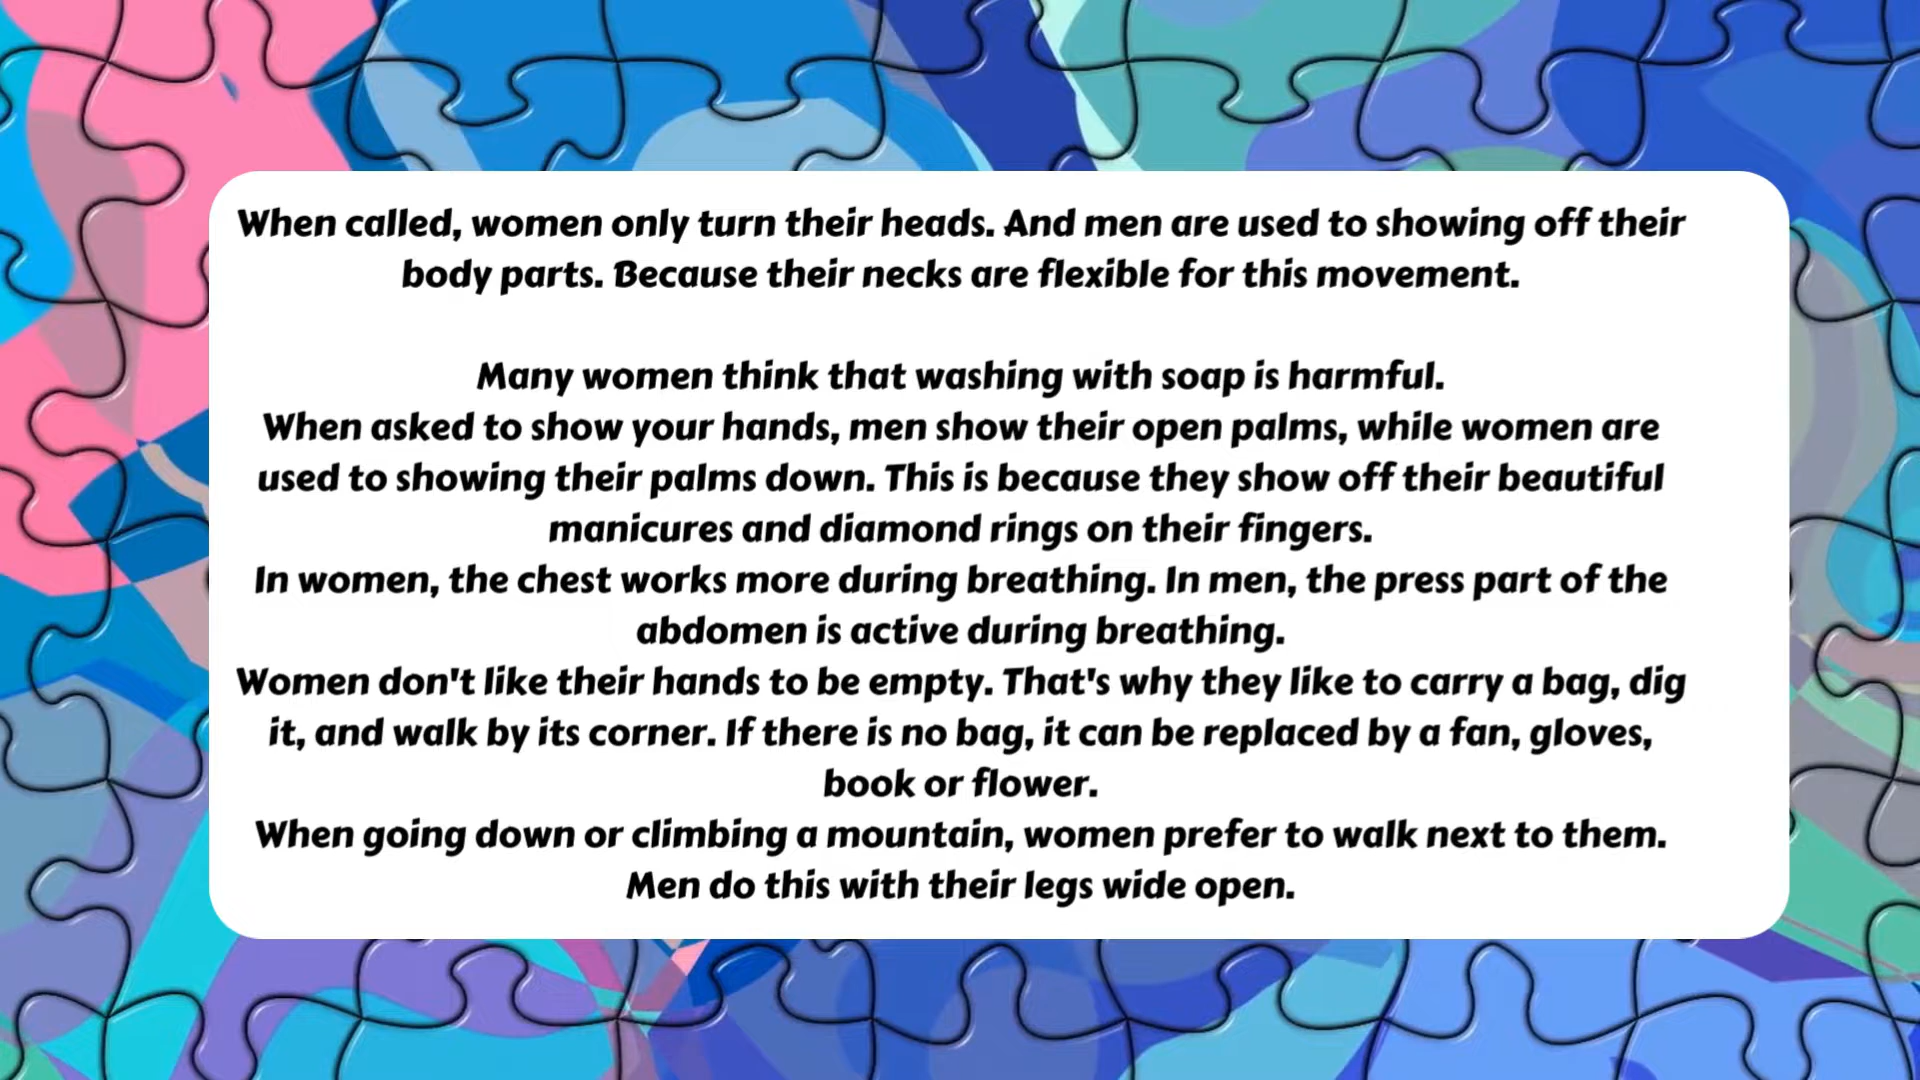 When called, women only turn their heads. And men are used to showing off their
body parts. Because their necks are flexible for this movement.
Many women think that washing with soap is harmful.
When asked to show your hands, men show their open palms, while women are
used to showing their palms down. This is because they show off their beautiful
manicures and diamond rings on their fingers.
In women, the chest works more during breathing. In men, the press part of the
abdomen is active during breathing.
Women don't like their hands to be empty. That's why they like to carry a bag, dig
it, and walk by its corner. If there is no bag, it can be replaced by a fan, gloves,
book or flower.
When going down or climbing a mountain, women prefer to walk next to them.
Men do this with their legs wide open.